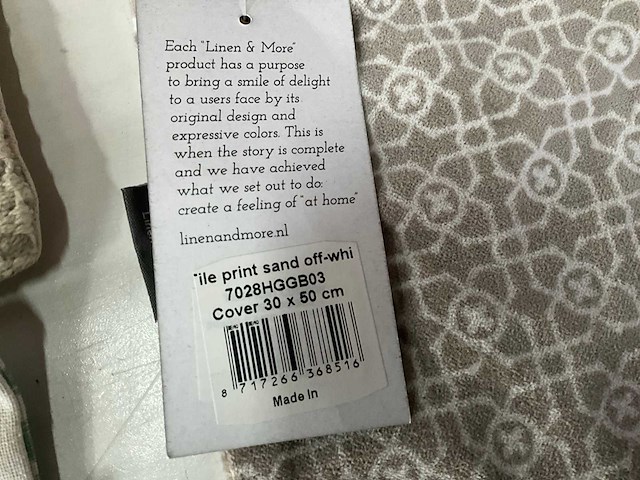 Each "Linen & More"
product has a purpose
to bring a smile of delight
to a users face by its
original design and
expressive colors. This is
when the story is complete
and we have achieved
what we set out to do:
create a feeling of "at home"
linenandmore.nl
ile print sand off-whi
7028HGGB03
Cover 30 x 50 cm
8 717266 368516
Made in